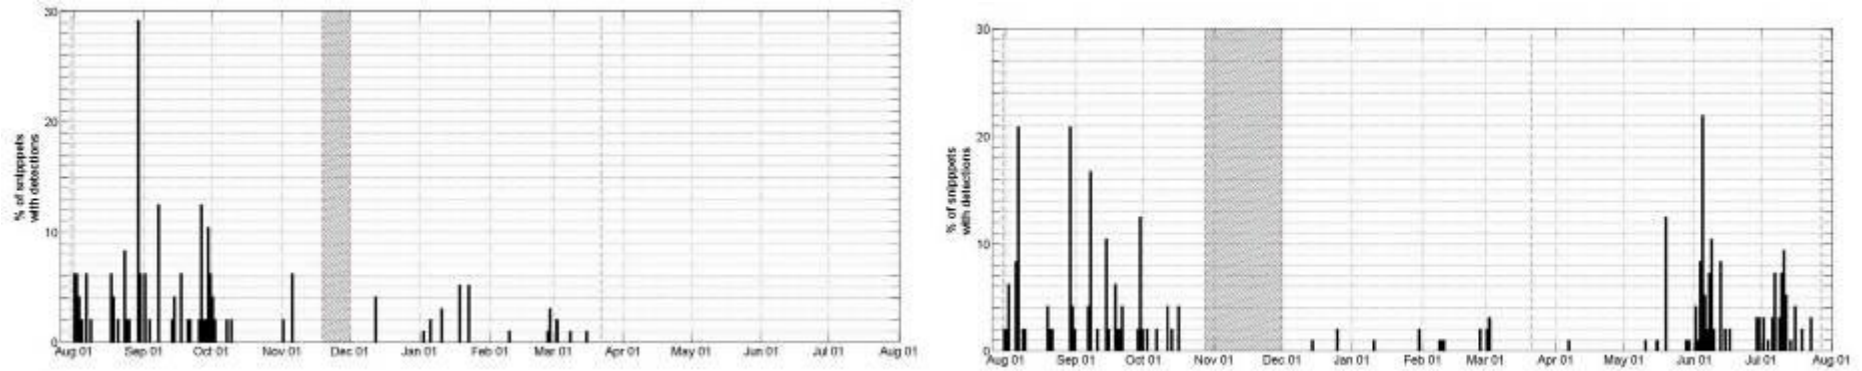 30
20
10
0
% of snipppets
with detections
Aug 01 Sep 01 Oct 01 Nov 01 Dec 01 Jan 01 Feb 01 Mar 01 Apr 01 May 01 Jun 01 Jul 01 Aug 01
30
20
10
0
% of snipppets
with detections
Aug 01 Sep 01 Oct 01 Nov 01 Dec 01 Jan 01 Feb 01 Mar 01 Apr 01 May 01 Jun 01 Jul 01 Aug 01